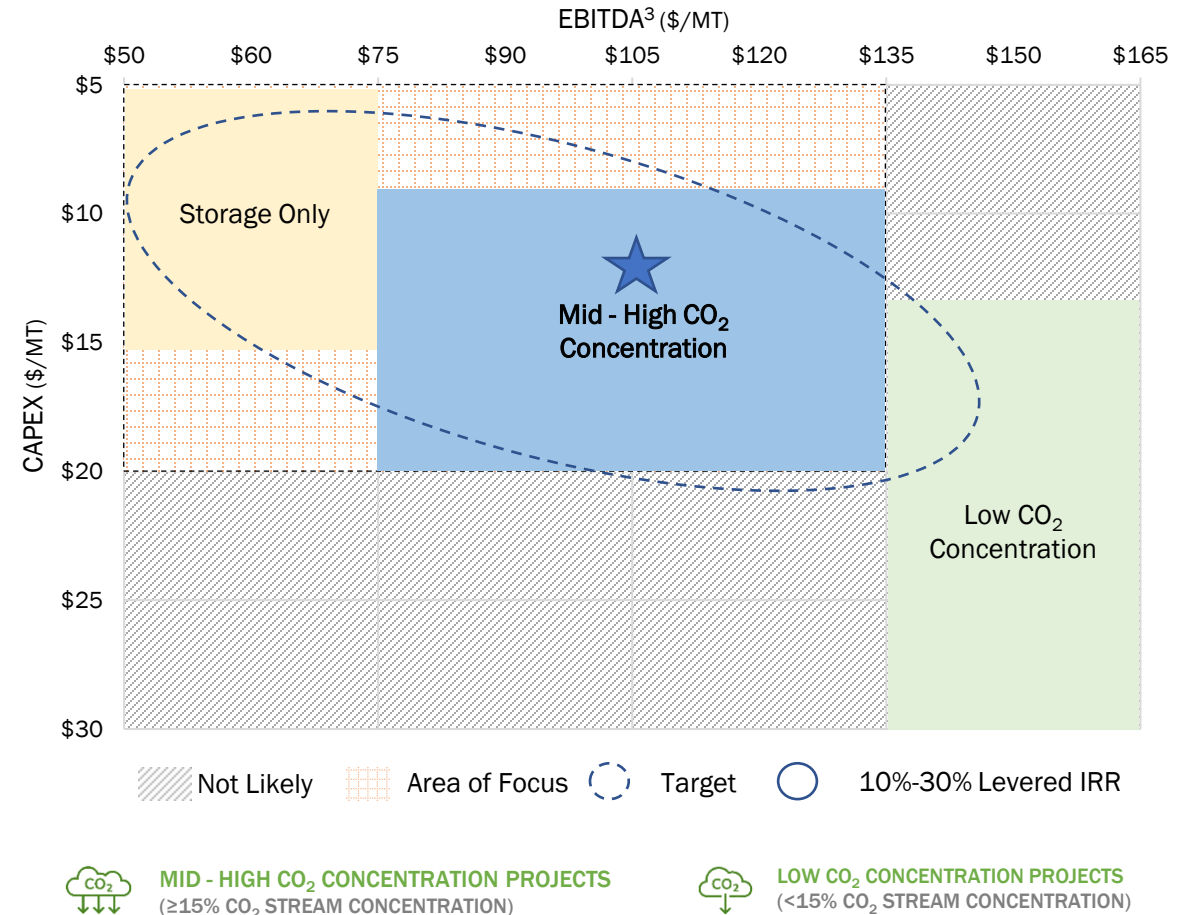 EBITDA³ ($/MT)
$50 $60 $75 $90 $105 $120 $135 $150 $165
$5
$10
Storage Only
Mid - High CO₂
Concentration
$15
CAPEX ($/MT)
$20
Low CO₂
Concentration
$25
$30
Not Likely Area of Focus Target 10%-30% Levered IRR
CO₂ MID - HIGH CO₂ CONCENTRATION PROJECTS
(≥15% CO₂ STREAM CONCENTRATION)
CO₂ LOW CO₂ CONCENTRATION PROJECTS
(<15% CO₂ STREAM CONCENTRATION)